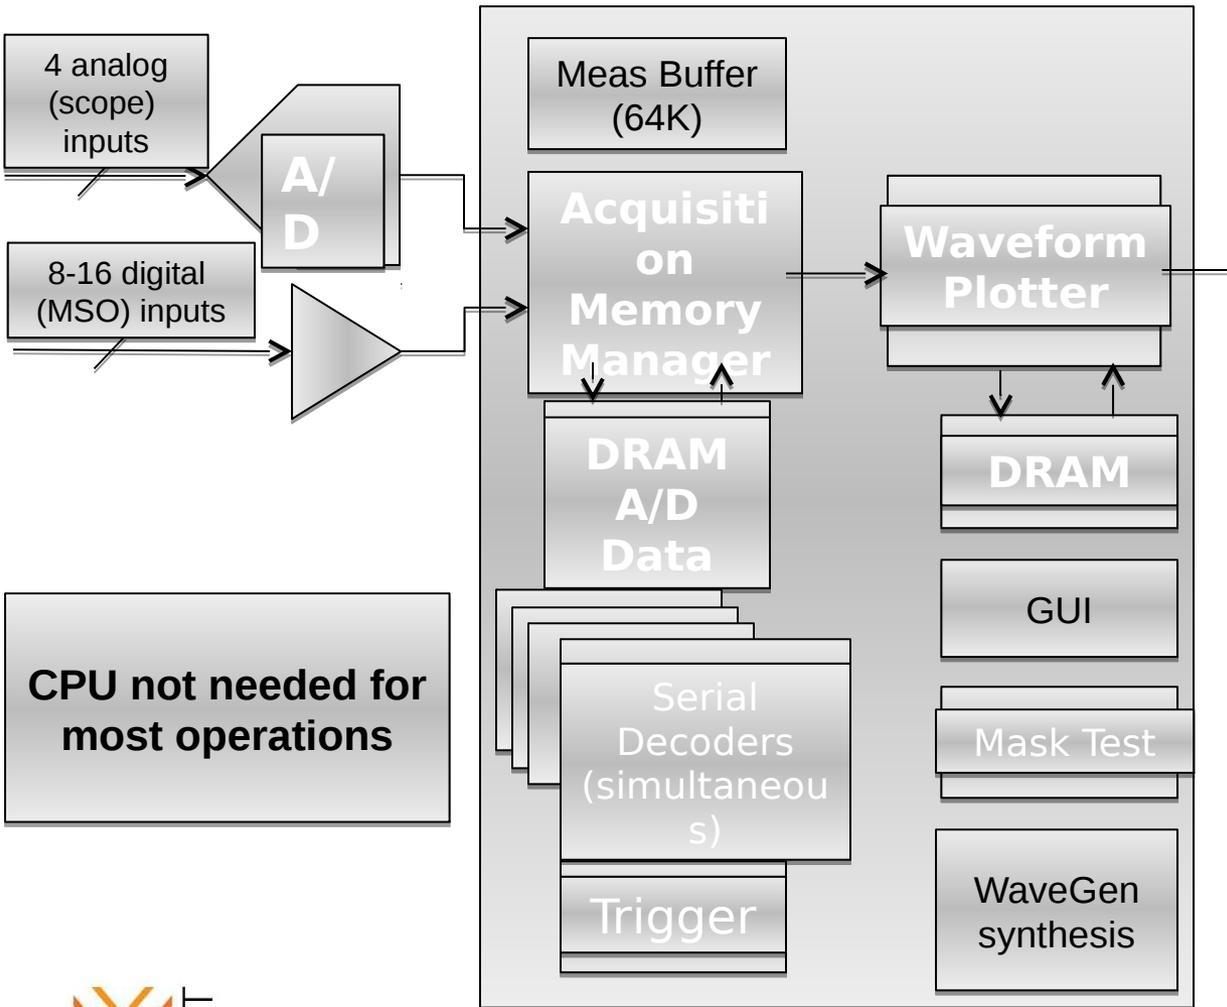 4 analog
(scope)
inputs
A/
D
8-16 digital
(MSO) inputs
Meas Buffer
(64K)
Acquisiti
on
Memory
Manager
Waveform
Plotter
DRAM
A/D
Data
DRAM
GUI
CPU not needed for
most operations
Serial
Decoders
(simultaneou
s)
Mask Test
Trigger
WaveGen
synthesis